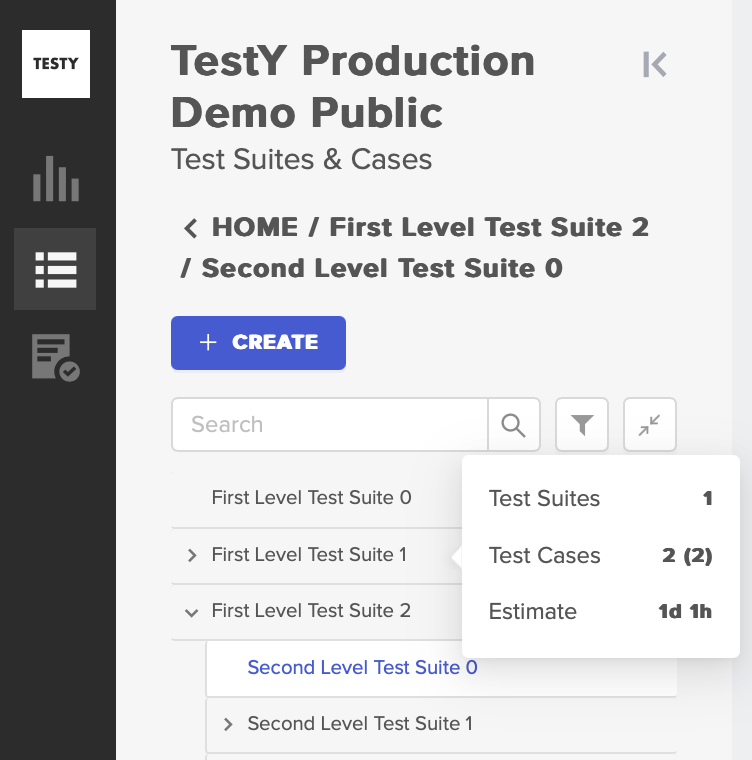 TESTY
TestY Production
Demo Public
Test Suites & Cases
HOME / First Level Test Suite 2
/ Second Level Test Suite 0
CREATE
Search
First Level Test Suite 0
First Level Test Suite 1
First Level Test Suite 2
Second Level Test Suite 0
Second Level Test Suite 1
Test Suites 1
Test Cases 2 (2)
Estimate 1d 1h